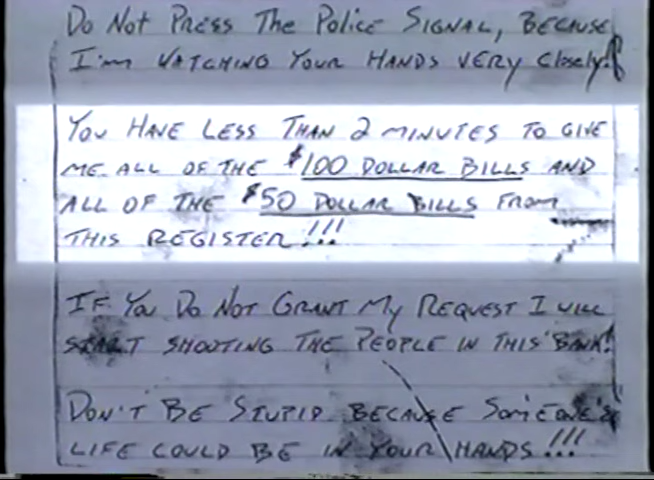 DO NOT PRESS THE POLICE SIGNAL, BECAUSE
I'm WATCHING YOUR HANDS VERY Closely!
YOU HAVE LESS THAN 2 MINUTES TO GIVE
ME ALL OF THE $100 DOLLAR BILLS AND
ALL OF THE $50 DOLLAR BILLS FROM
THIS REGISTER!!!
IF YOU DO NOT GRANT MY REQUEST I WILL
START SHOOTING THE PEOPLE IN THIS BANK!
DON'T BE STUPID BECAUSE SOMEONE'S
LIFE COULD BE IN YOUR HANDS!!!